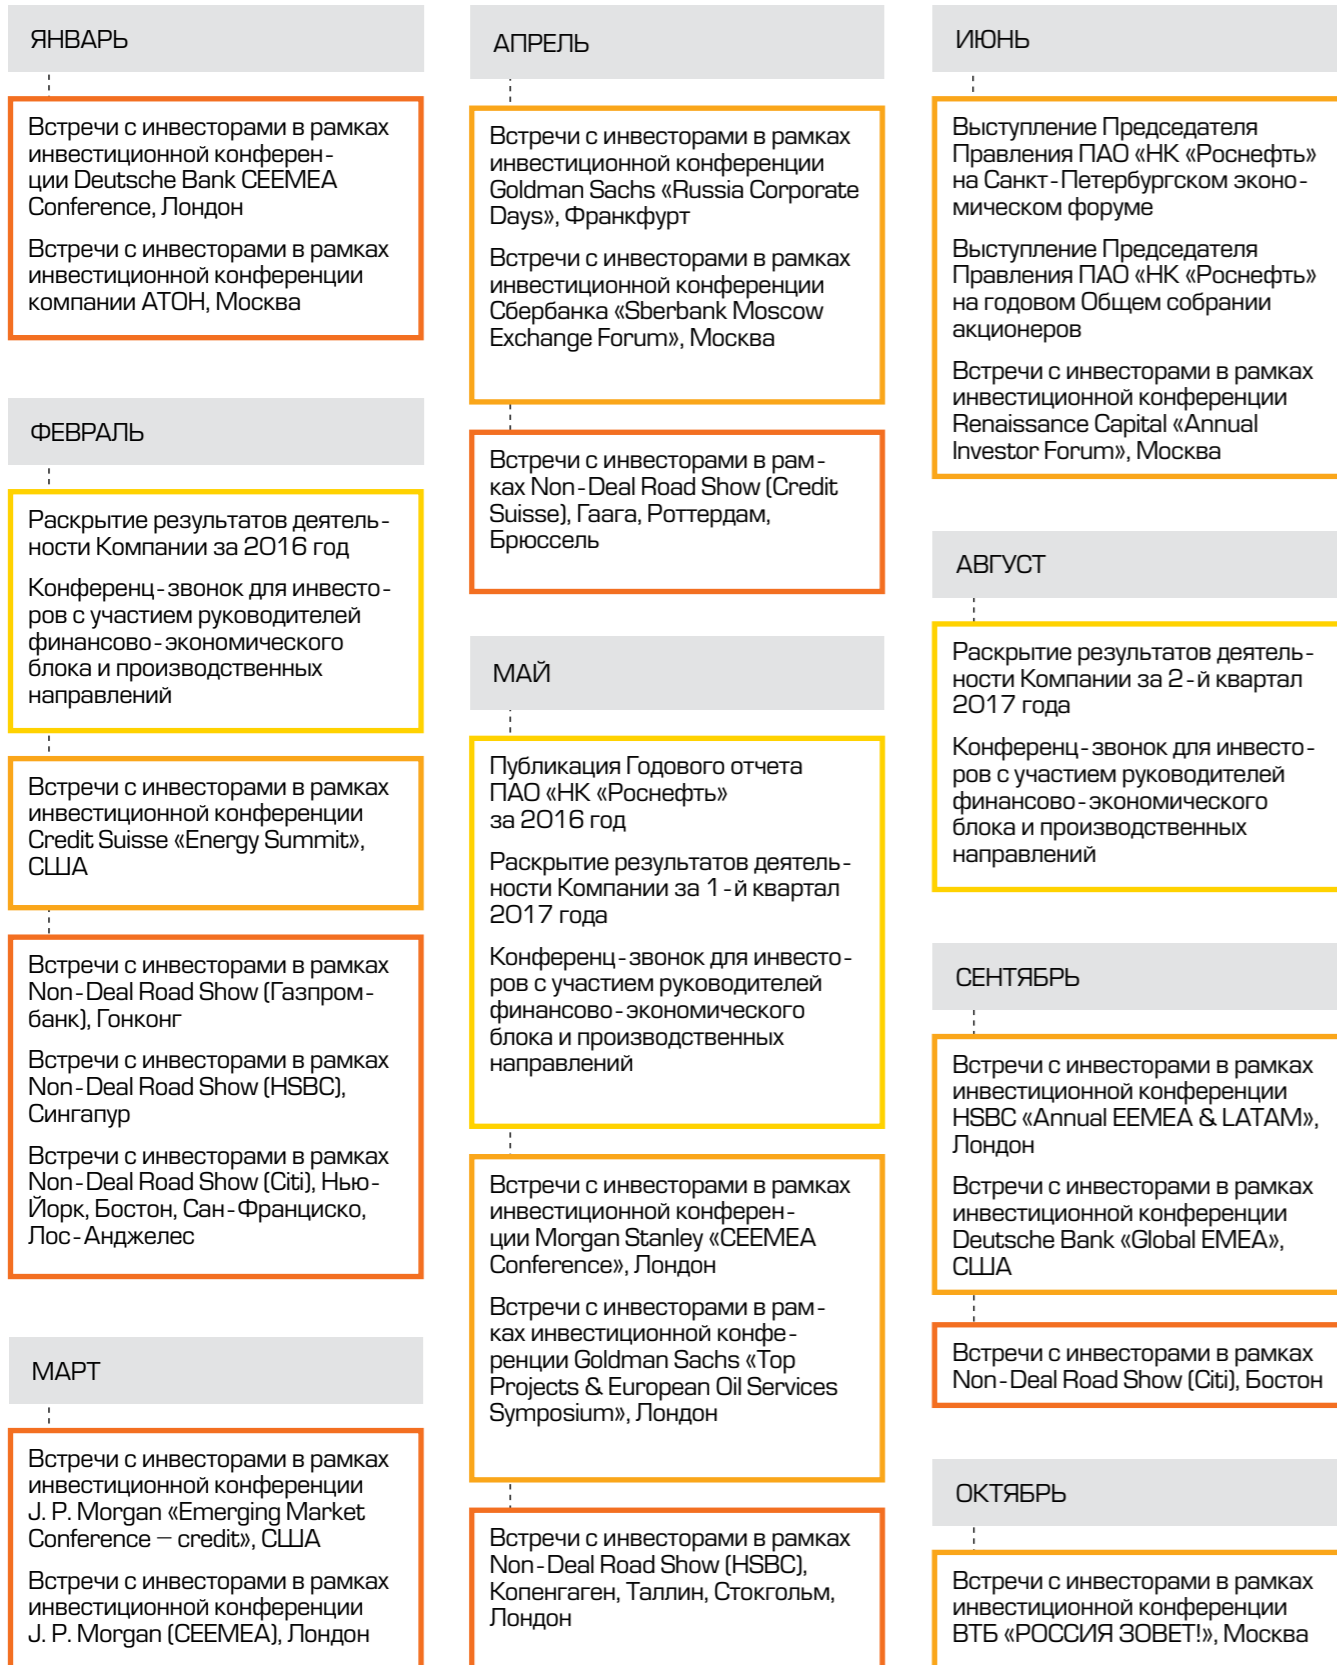 ЯНВАРЬ
Встречи с инвесторами в рамках
инвестиционной конферен-
ции Deutsche Bank CEEMEA
Conference, Лондон
Встречи с инвесторами в рамках
инвестиционной конференции
компании АТОН, Москва
ФЕВРАЛЬ
Раскрытие результатов деятель-
ности Компании за 2016 год
Конференц-звонок для инвесто-
ров с участием руководителей
финансово-экономического
блока и производственных
направлений
Встречи с инвесторами в рамках
инвестиционной конференции
Credit Suisse «Energy Summit»,
США
Встречи с инвесторами в рамках
Non-Deal Road Show (Газпром-
банк), Гонконг
Встречи с инвесторами в рамках
Non-Deal Road Show (HSBC),
Сингапур
Встречи с инвесторами в рамках
Non-Deal Road Show (Citi), Нью-
Йорк, Бостон, Сан-Франциско,
Лос-Анджелес
МАРТ
Встречи с инвесторами в рамках
инвестиционной конференции
J. P. Morgan «Emerging Market
Conference – credit», США
Встречи с инвесторами в рамках
инвестиционной конференции
J. P. Morgan (CEEMEA), Лондон
АПРЕЛЬ
Встречи с инвесторами в рамках
инвестиционной конференции
Goldman Sachs «Russia Corporate
Days», Франкфурт
Встречи с инвесторами в рамках
инвестиционной конференции
Сбербанка «Sberbank Moscow
Exchange Forum», Москва
Встречи с инвесторами в рам-
ках Non-Deal Road Show (Credit
Suisse), Гаага, Роттердам,
Брюссель
МАЙ
Публикация Годового отчета
ПАО «НК «Роснефть»
за 2016 год
Раскрытие результатов деятель-
ности Компании за 1-й квартал
2017 года
Конференц-звонок для инвесто-
ров с участием руководителей
финансово-экономического
блока и производственных
направлений
Встречи с инвесторами в рамках
инвестиционной конферен-
ции Morgan Stanley «CEEMEA
Conference», Лондон
Встречи с инвесторами в рам-
ках инвестиционной конфе-
ренции Goldman Sachs «Top
Projects & European Oil Services
Symposium», Лондон
Встречи с инвесторами в рамках
Non-Deal Road Show (HSBC),
Копенгаген, Таллин, Стокгольм,
Лондон
ИЮНЬ
Выступление Председателя
Правления ПАО «НК «Роснефть»
на Санкт-Петербургском эконо-
мическом форуме
Выступление Председателя
Правления ПАО «НК «Роснефть»
на годовом Общем собрании
акционеров
Встречи с инвесторами в рамках
инвестиционной конференции
Renaissance Capital «Annual
Investor Forum», Москва
АВГУСТ
Раскрытие результатов деятель-
ности Компании за 2-й квартал
2017 года
Конференц-звонок для инвесто-
ров с участием руководителей
финансово-экономического
блока и производственных
направлений
СЕНТЯБРЬ
Встречи с инвесторами в рамках
инвестиционной конференции
HSBC «Annual EEMEA & LATAM»,
Лондон
Встречи с инвесторами в рамках
инвестиционной конференции
Deutsche Bank «Global EMEA»,
США
Встречи с инвесторами в рамках
Non-Deal Road Show (Citi), Бостон
ОКТЯБРЬ
Встречи с инвесторами в рамках
инвестиционной конференции
ВТБ «РОССИЯ ЗОВЕТ!», Москва